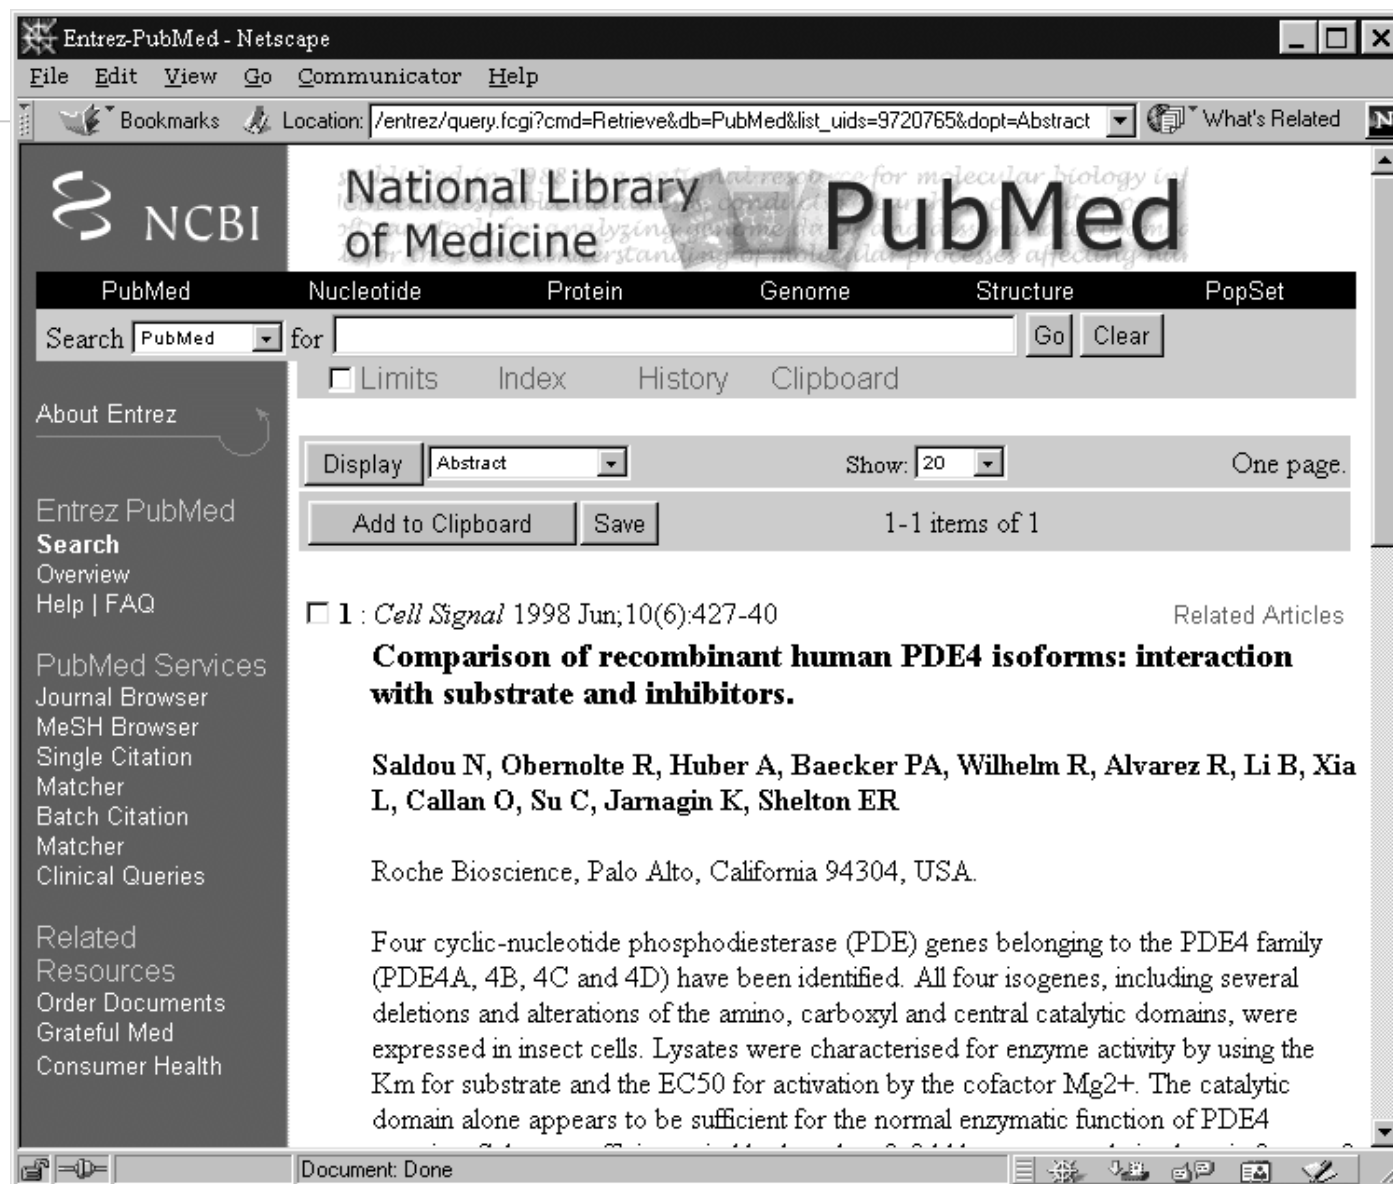 Entrez-PubMed - Netscape
File Edit View Go Communicator Help
Bookmarks Location: /entrez/query.fcgi?cmd=Retrieve&db=PubMed&list_uids=9720765&dopt=Abstract What's Related N
NCBI
National Library
of Medicine
PubMed
PubMed Nucleotide Protein Genome Structure PopSet
Search PubMed for Go Clear
Limits Index History Clipboard
About Entrez
Display Abstract Show: 20 One page.
Add to Clipboard Save 1-1 items of 1
Entrez PubMed
Search
Overview
Help | FAQ
PubMed Services
Journal Browser
MeSH Browser
Single Citation
Matcher
Batch Citation
Matcher
Clinical Queries
Related
Resources
Order Documents
Grateful Med
Consumer Health
1 : Cell Signal 1998 Jun;10(6):427-40 Related Articles
Comparison of recombinant human PDE4 isoforms: interaction
with substrate and inhibitors.
Saldou N, Obernolte R, Huber A, Baecker PA, Wilhelm R, Alvarez R, Li B, Xia
L, Callan O, Su C, Jarnagin K, Shelton ER
Roche Bioscience, Palo Alto, California 94304, USA.
Four cyclic-nucleotide phosphodiesterase (PDE) genes belonging to the PDE4 family
(PDE4A, 4B, 4C and 4D) have been identified. All four isogenes, including several
deletions and alterations of the amino, carboxyl and central catalytic domains, were
expressed in insect cells. Lysates were characterised for enzyme activity by using the
Km for substrate and the EC50 for activation by the cofactor Mg2+. The catalytic
domain alone appears to be sufficient for the normal enzymatic function of PDE4
Document: Done